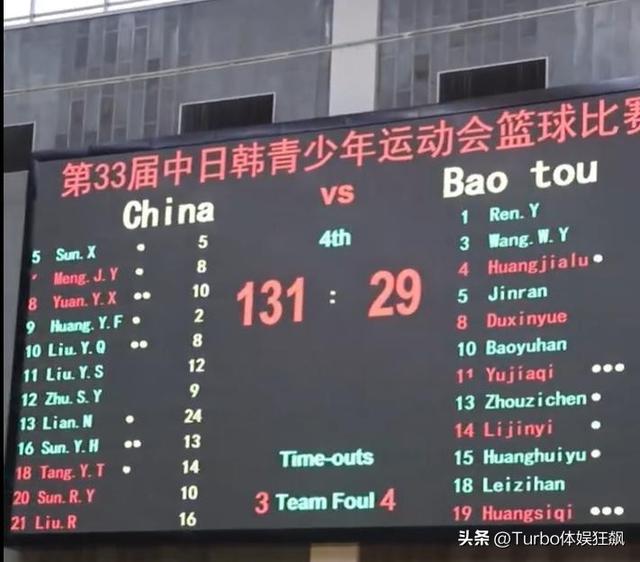 第33届中日韩青少年运动会篮球比赛
China vs Bao tou
4th
131 : 29
5 Sun.X 5
Meng.J.Y 8
8 Yuan.Y.X 10
9 Huang.Y.F 2
10 Liu.Y.Q 8
11 Liu.Y.S 12
12 Zhu.S.Y 9
13 Lian.N 24
16 Sun.Y.H 13
18 Tang.Y.T 14
20 Sun.R.Y 10
21 Liu.R 16
1 Ren.Y
3 Wang.W.Y
4 Huangjialu
5 Jinran
8 Duxinyue
10 Baoyuhan
11 Yujiaqi
13 Zhouzichen
14 Lijinyi
15 Huanghuiyu
18 Leizihan
19 Huangsiqi
Time-outs
3 Team Foul 4
头条 @Turbo体娱狂飙